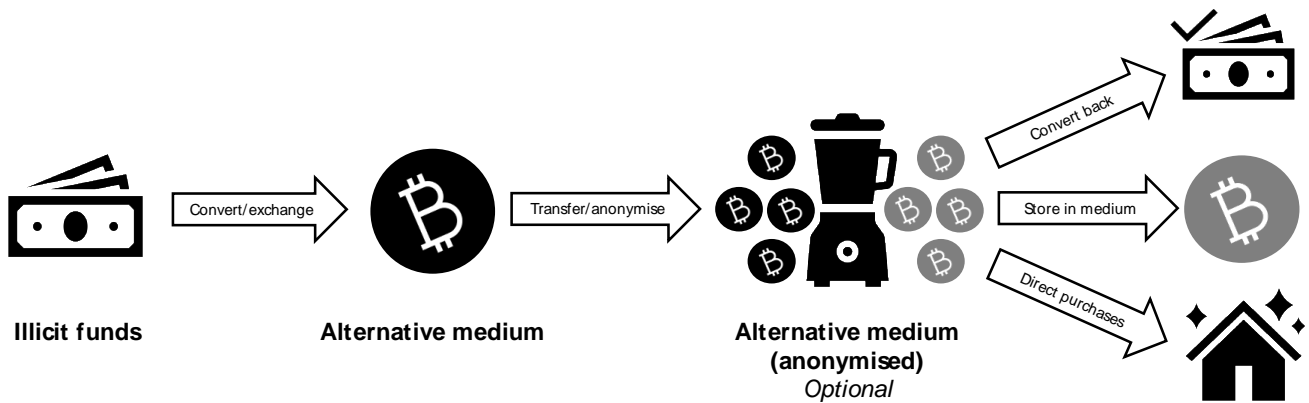 Convert/exchange
Transfer/anonymise
Convert back
Store in medium
Direct purchases
Illicit funds
Alternative medium
Alternative medium
(anonymised)
Optional